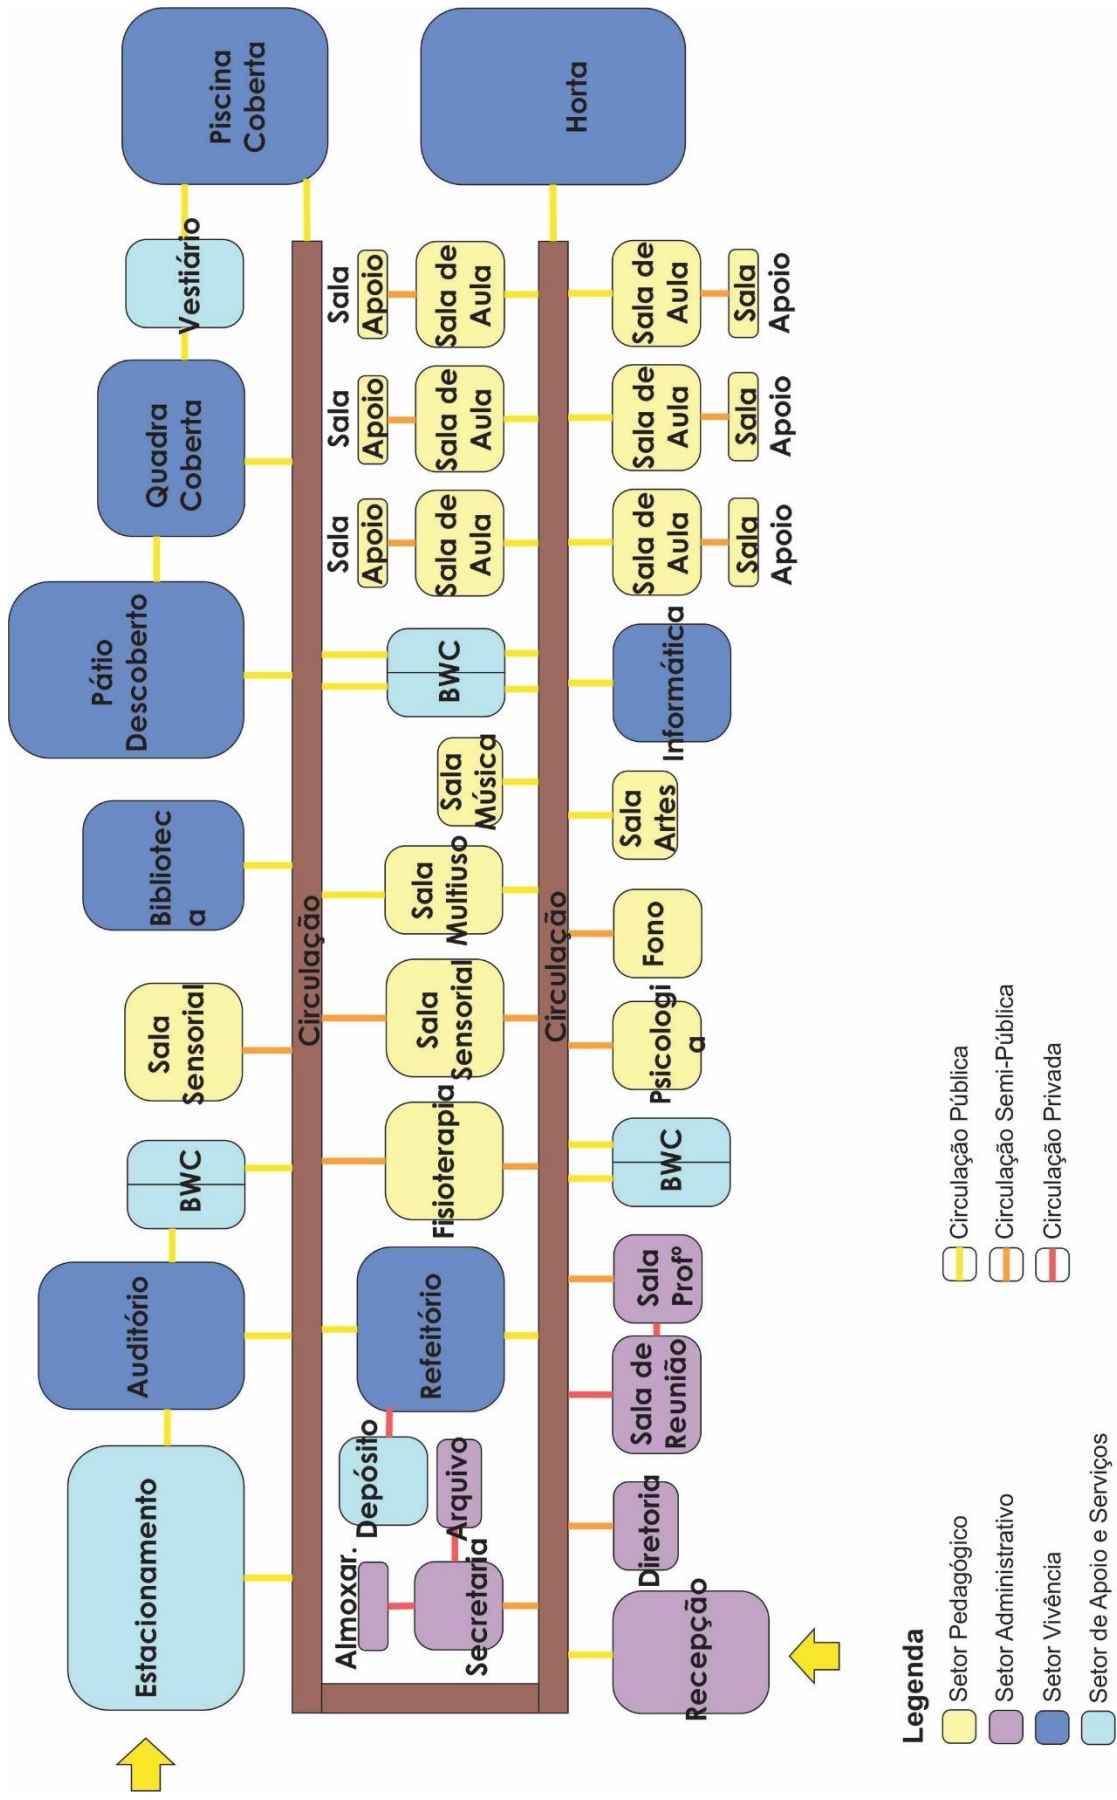 Estacionamento
Auditório
BWC
Sala
Sensorial
Bibliotec
a
Pátio
Descoberto
Quadra
Coberta
Vestiário
Piscina
Coberta
Circulação
Almoxar.
Secretaria
Depósito
Arquivo
Refeitório
Fisioterapia
Sala
Sensorial
Sala
Multiuso
Sala
Música
BWC
Sala
Apoio
Sala de
Aula
Sala
Apoio
Sala de
Aula
Sala
Apoio
Sala de
Aula
Horta
Circulação
Recepção
Diretoria
Sala de
Reunião
Sala
Profº
BWC
Psicologi
a
Fono
Sala
Artes
Informática
Sala de
Aula
Sala
Apoio
Sala de
Aula
Sala
Apoio
Sala de
Aula
Sala
Apoio
Legenda
Setor Pedagógico
Setor Administrativo
Setor Vivência
Setor de Apoio e Serviços
Circulação Pública
Circulação Semi-Pública
Circulação Privada